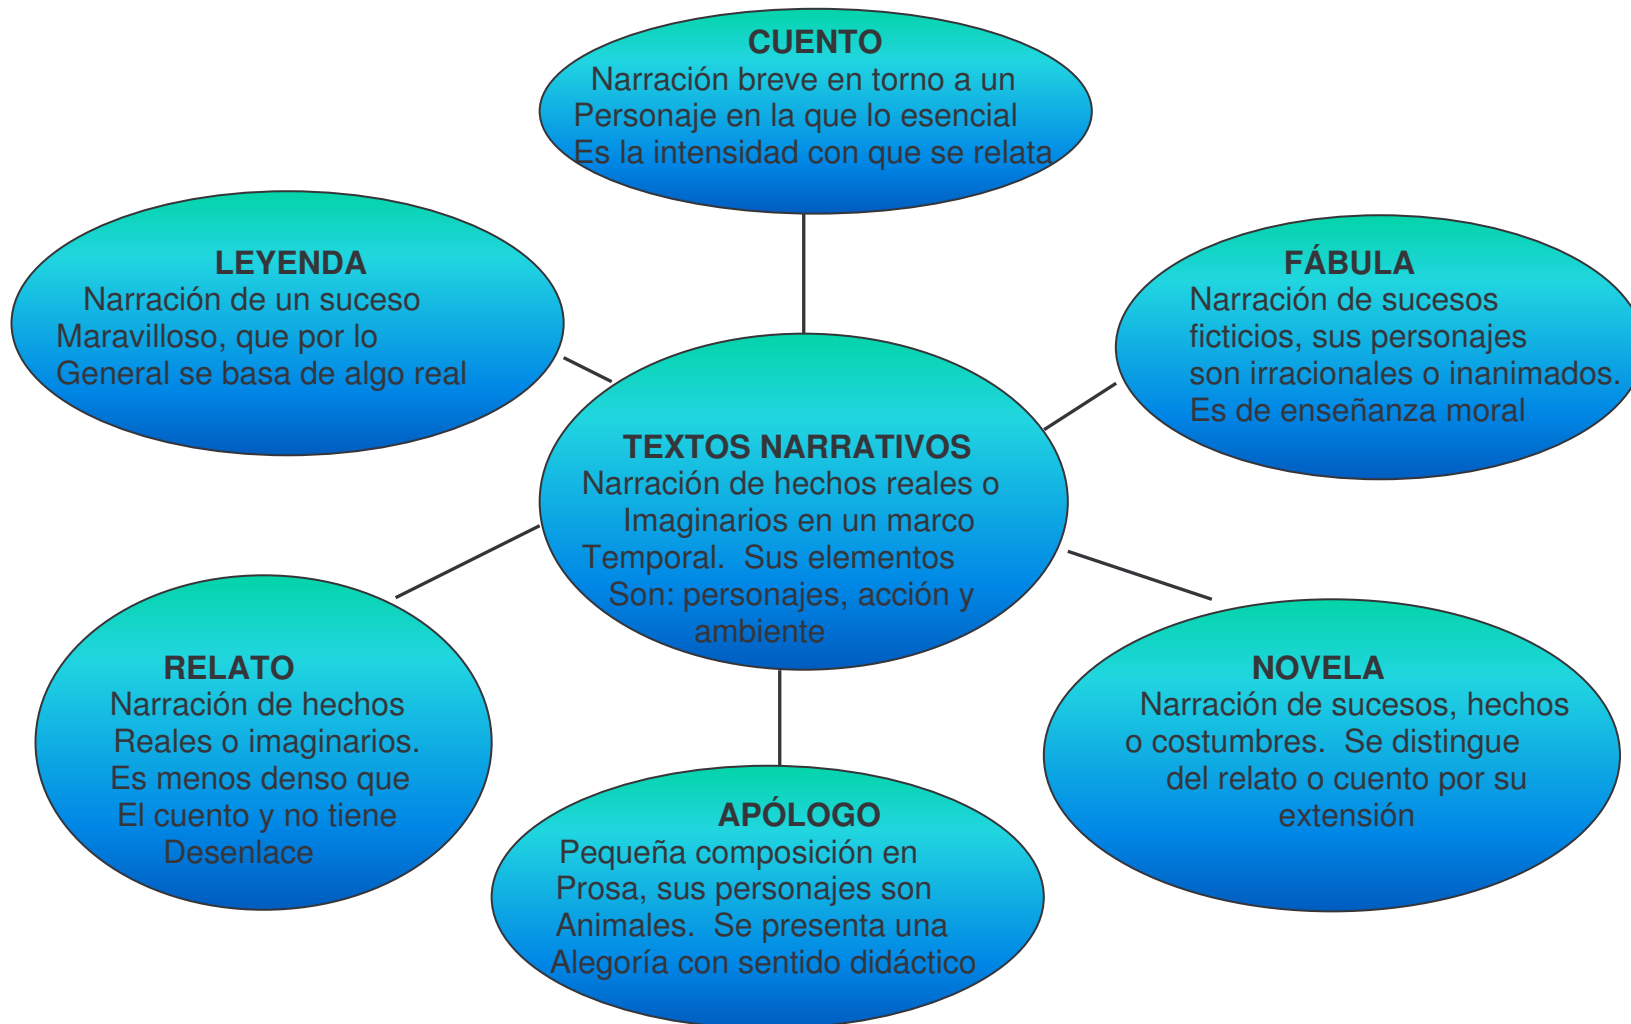 CUENTO
Narración breve en torno a un
Personaje en la que lo esencial
Es la intensidad con que se relata
LEYENDA
Narración de un suceso
Maravilloso, que por lo
General se basa de algo real
FÁBULA
Narración de sucesos
ficticios, sus personajes
son irracionales o inanimados.
Es de enseñanza moral
TEXTOS NARRATIVOS
Narración de hechos reales o
Imaginarios en un marco
Temporal. Sus elementos
Son: personajes, acción y
ambiente
RELATO
Narración de hechos
Reales o imaginarios.
Es menos denso que
El cuento y no tiene
Desenlace
NOVELA
Narración de sucesos, hechos
o costumbres. Se distingue
del relato o cuento por su
extensión
APÓLOGO
Pequeña composición en
Prosa, sus personajes son
Animales. Se presenta una
Alegoría con sentido didáctico